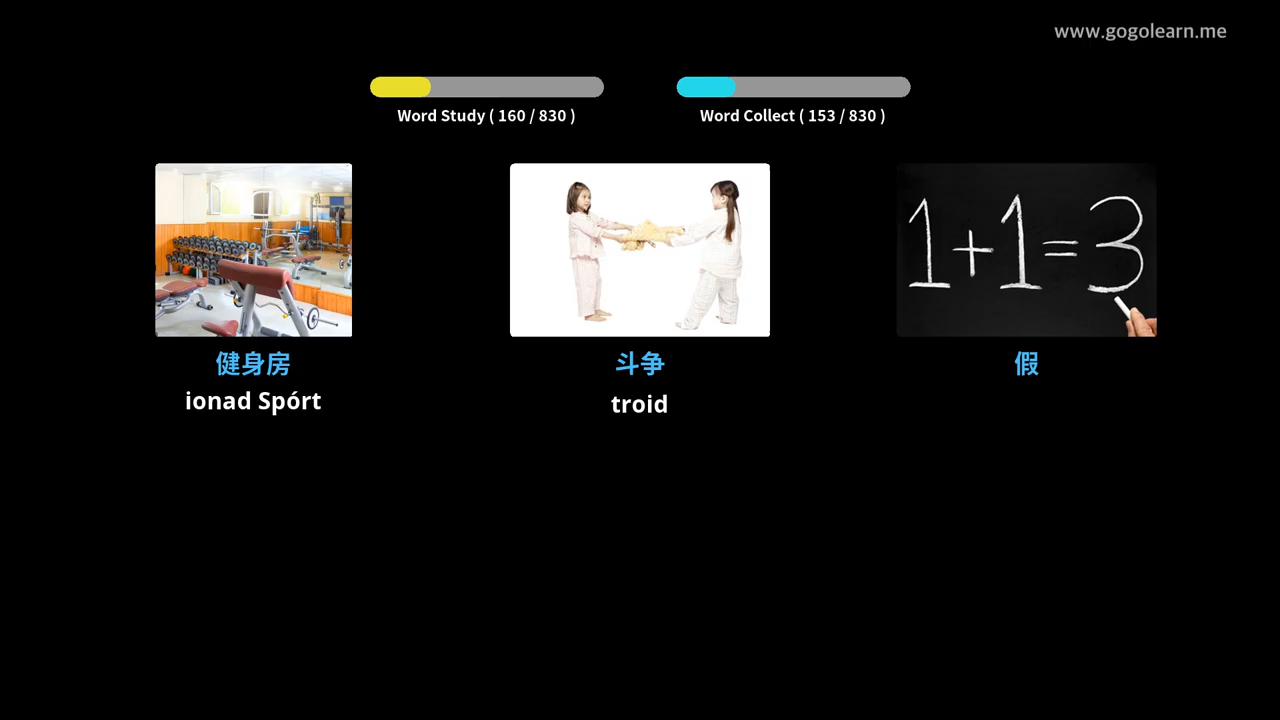 www.gogolearn.me
Word Study ( 160 / 830 )
Word Collect ( 153 / 830 )
1+1=3
健身房
斗争
假
ionad Spórt
troid